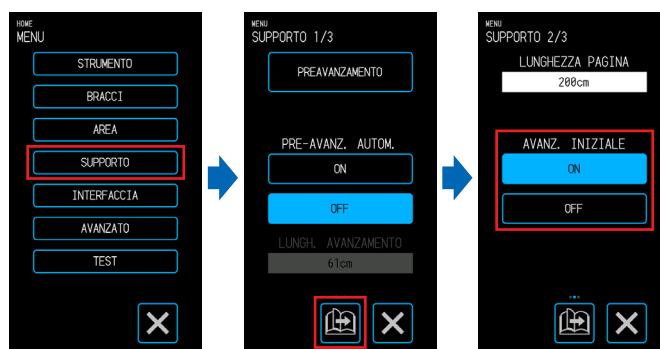 HOME
MENU
STRUMENTO
BRACCI
AREA
SUPPORTO
INTERFACCIA
AVANZATO
TEST
MENU
SUPPORTO 1/3
PREAVANZAMENTO
PRE-AVANZ. AUTOM.
ON
OFF
LUNGH. AVANZAMENTO
61cm
MENU
SUPPORTO 2/3
LUNGHEZZA PAGINA
200cm
AVANZ. INIZIALE
ON
OFF